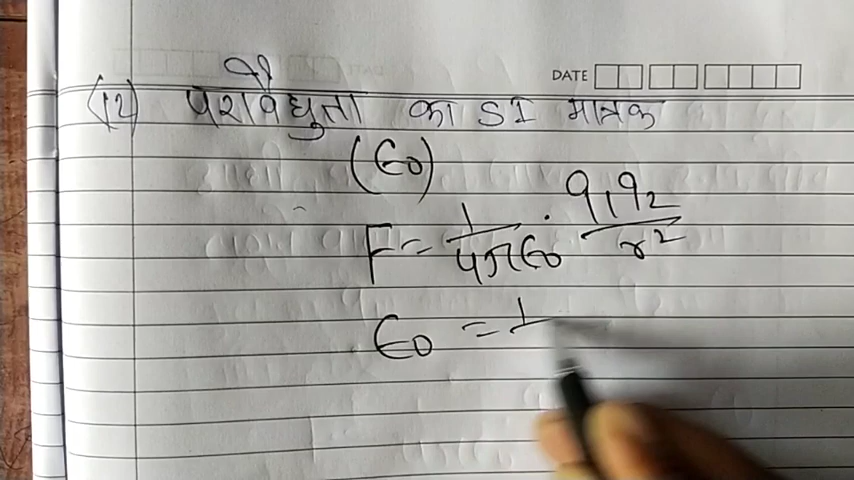 DATE
(12) परावैधुता का SI मात्रक
(ϵ0)
F = 1/4πϵ0 . q1q2/r²
ϵ0 = 1